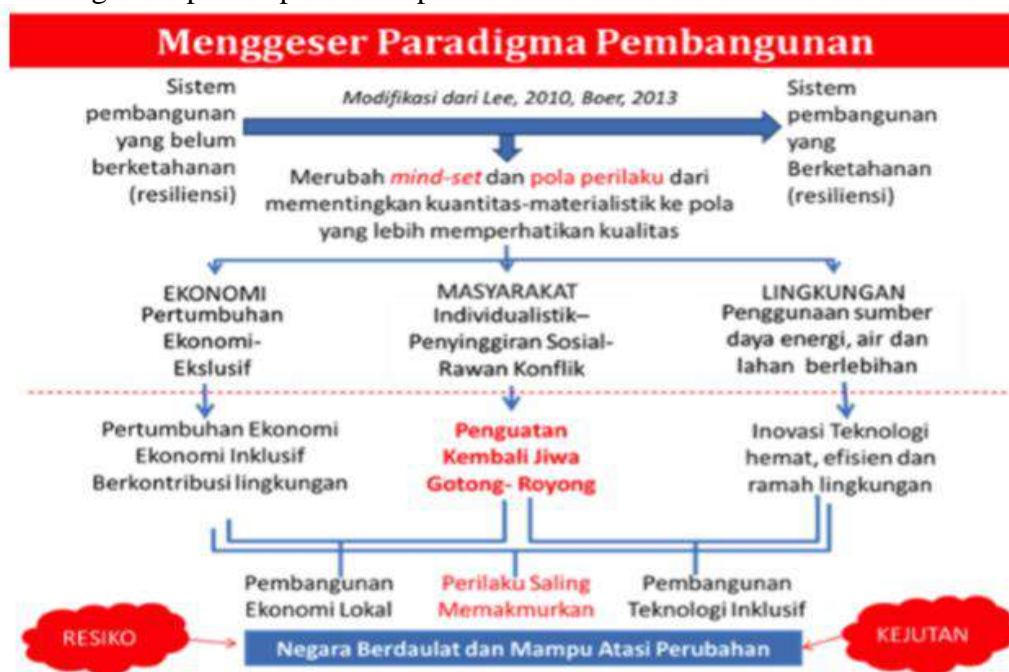 Menggeser Paradigma Pembangunan
Sistem
pembangunan
yang belum
berketahanan
(resiliensi)
Modifikasi dari Lee, 2010, Boer, 2013
Sistem
pembangunan
yang
Berketahanan
(resiliensi)
Merubah mind-set dan pola perilaku dari
mementingkan kuantitas-materialistik ke pola
yang lebih memperhatikan kualitas
EKONOMI
Pertumbuhan
Ekonomi-
Ekslusif
MASYARAKAT
Individualistik–
Penyinggiran Sosial-
Rawan Konflik
LINGKUNGAN
Penggunaan sumber
daya energi, air dan
lahan berlebihan
Pertumbuhan Ekonomi
Ekonomi Inklusif
Berkontribusi lingkungan
Penguatan
Kembali Jiwa
Gotong- Royong
Inovasi Teknologi
hemat, efisien dan
ramah lingkungan
Pembangunan
Ekonomi Lokal
Perilaku Saling
Memakmurkan
Pembangunan
Teknologi Inklusif
RESIKO
Negara Berdaulat dan Mampu Atasi Perubahan
KEJUTAN